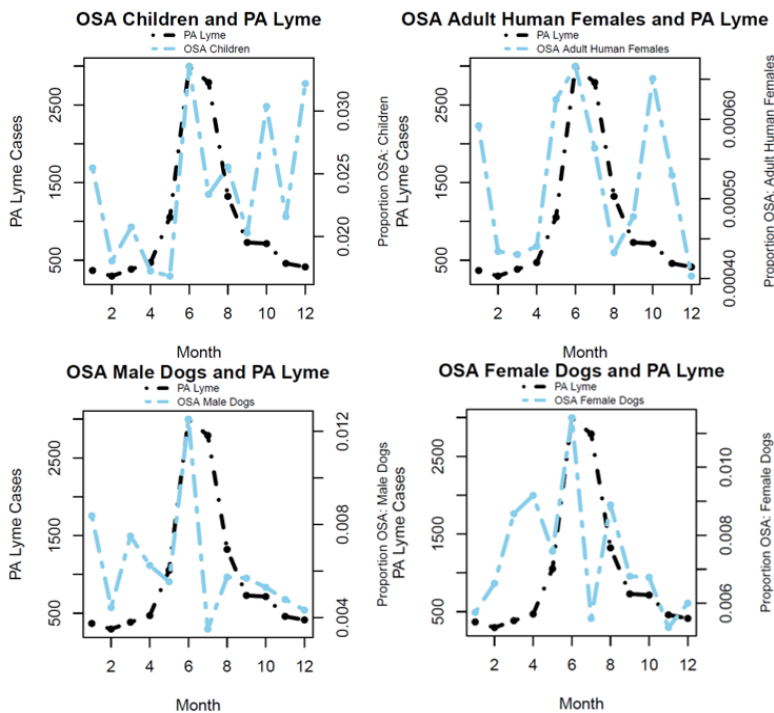 OSA Children and PA Lyme
PA Lyme
OSA Children
PA Lyme Cases
500
1500
2500
0.020
0.025
0.030
Proportion OSA: Children
2 4 6 8 10 12
Month
OSA Adult Human Females and PA Lyme
PA Lyme
OSA Adult Human Females
PA Lyme Cases
500
1500
2500
0.00040
0.00050
0.00060
Proportion OSA: Adult Human Females
2 4 6 8 10 12
Month
OSA Male Dogs and PA Lyme
PA Lyme
OSA Male Dogs
PA Lyme Cases
500
1500
2500
0.004
0.008
0.012
Proportion OSA: Male Dogs
2 4 6 8 10 12
Month
OSA Female Dogs and PA Lyme
PA Lyme
OSA Female Dogs
PA Lyme Cases
500
1500
2500
0.006
0.008
0.010
Proportion OSA: Female Dogs
2 4 6 8 10 12
Month